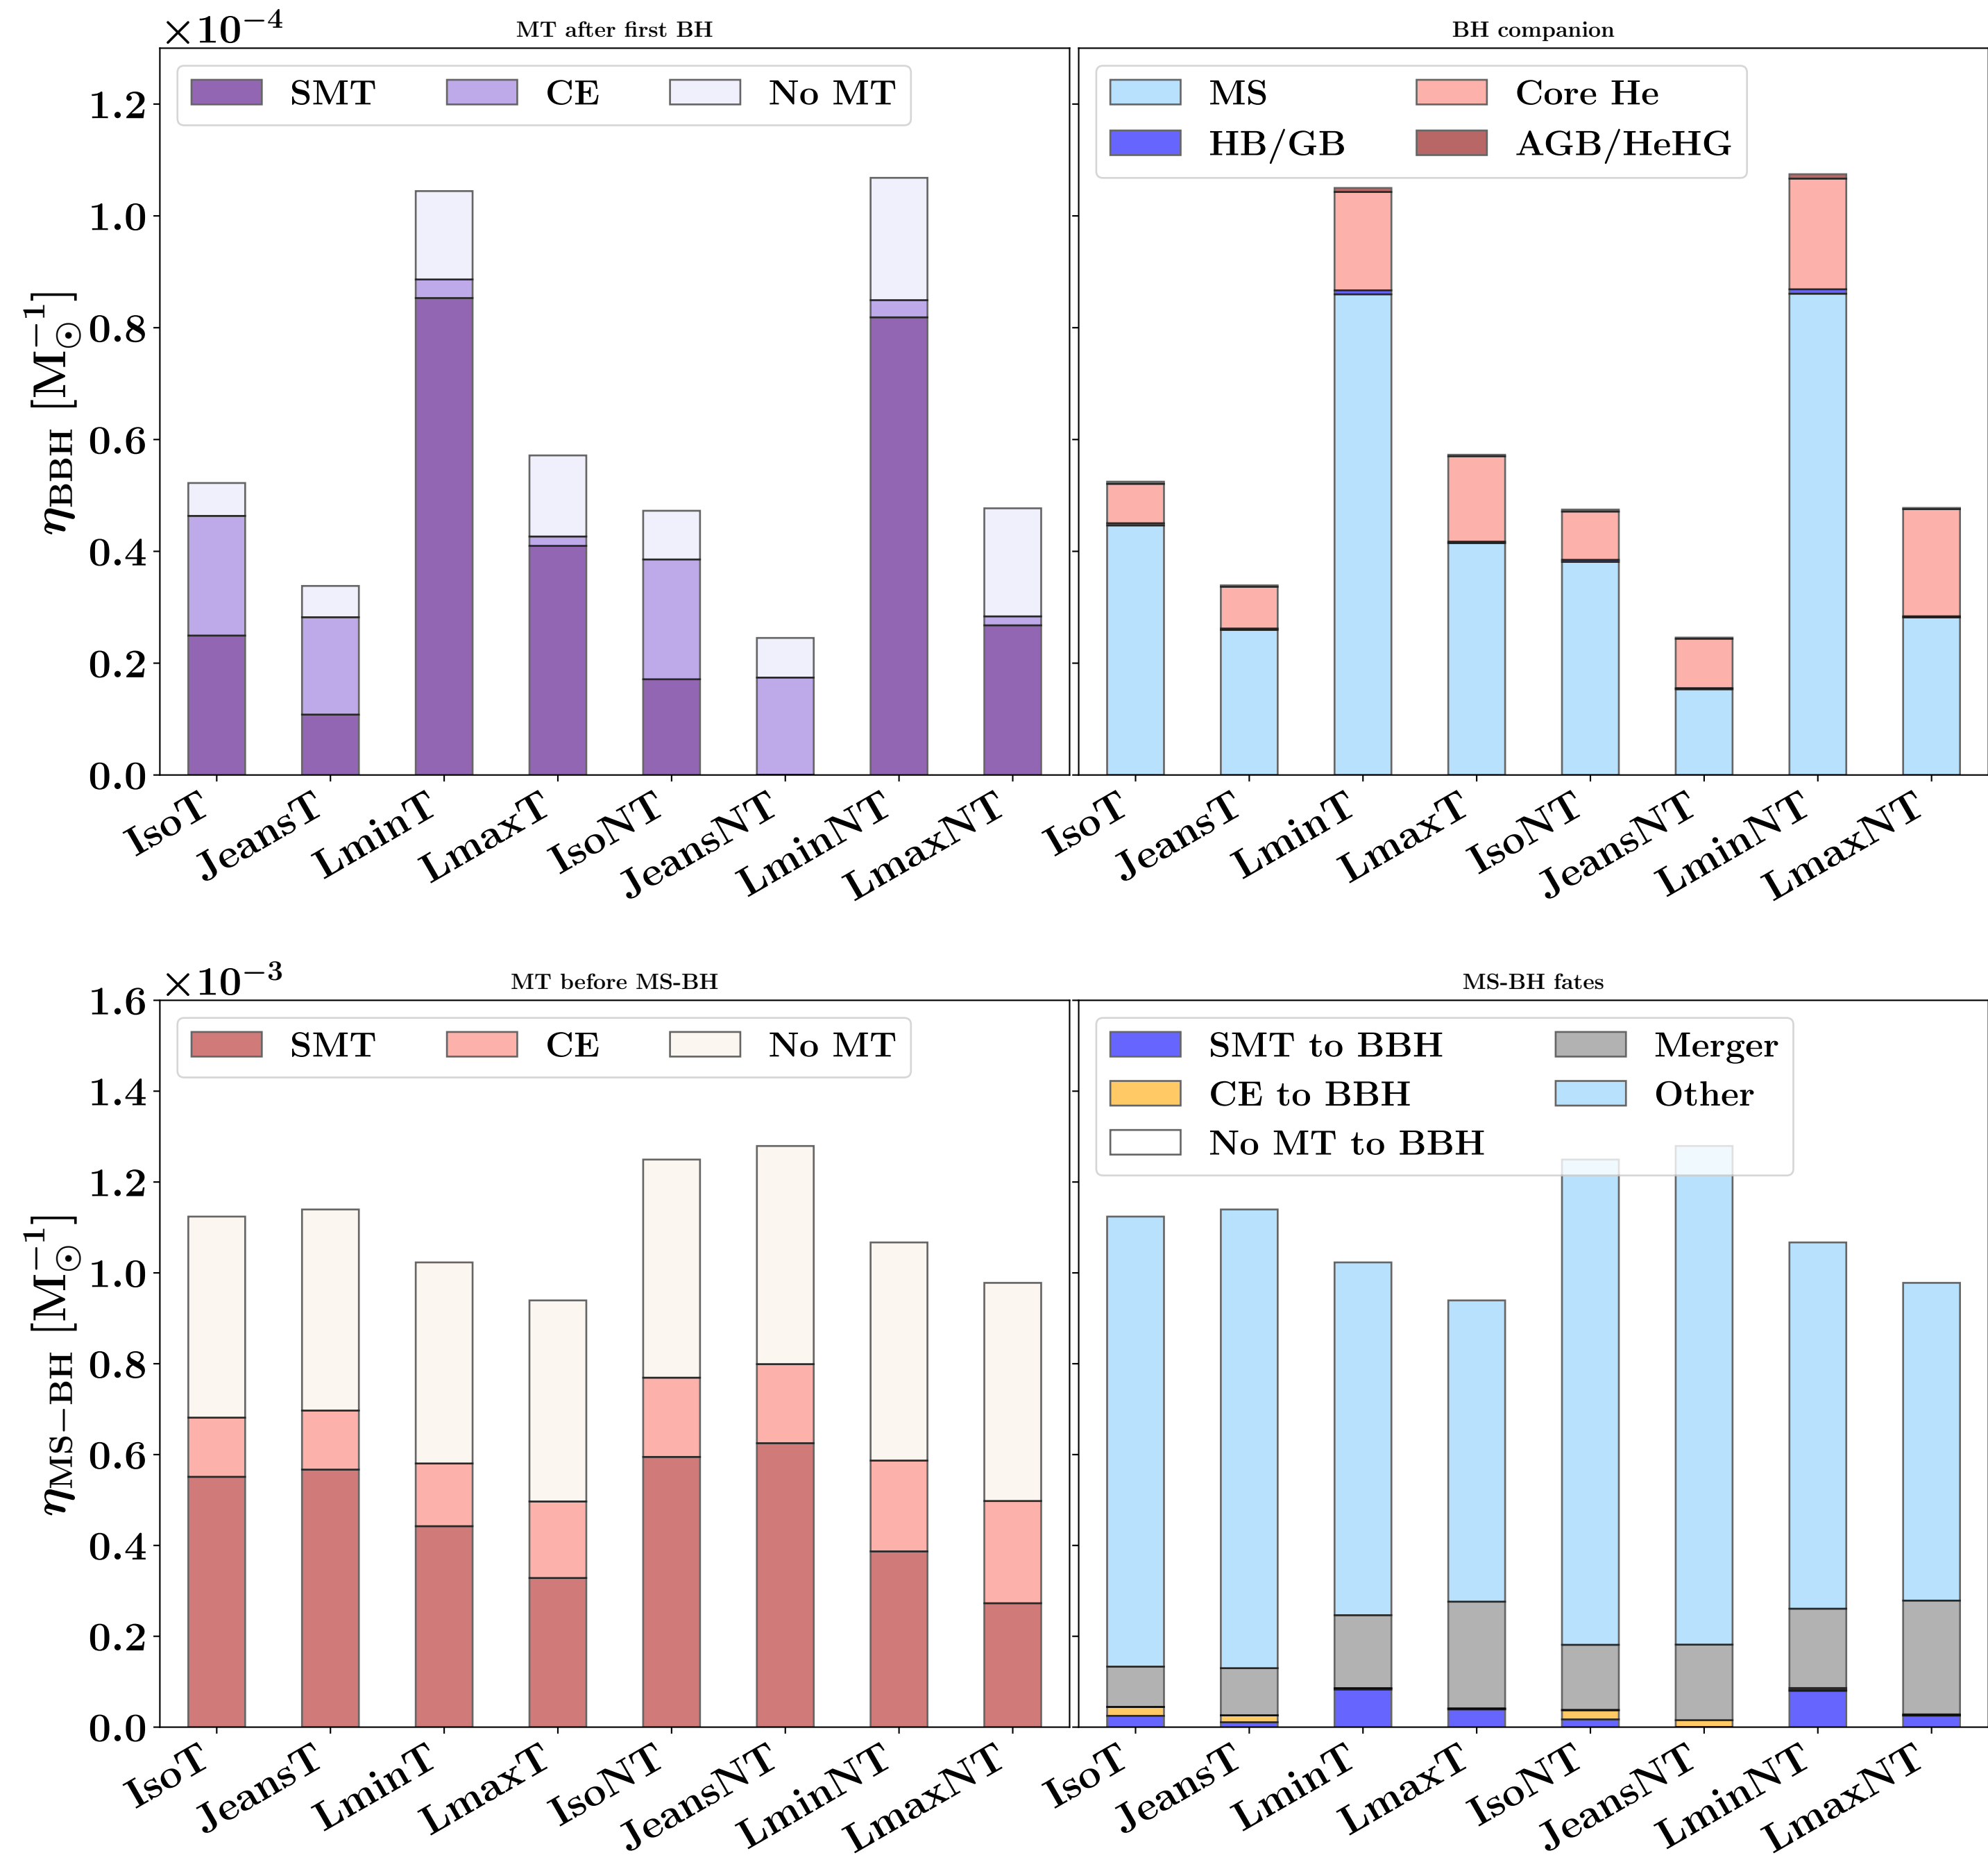 ×10⁻⁴
MT after first BH
BH companion
SMT CE No MT
MS Core He
HB/GB AGB/HeHG
1.2
1.0
0.8
0.6
0.4
0.2
0.0
η_BBH [M_⊙^−1]
IsoT JeansT LminT LmaxT IsoNT JeansNT LminNT LmaxNT
IsoT JeansT LminT LmaxT IsoNT JeansNT LminNT LmaxNT
×10⁻³
MT before MS-BH
MS-BH fates
SMT CE No MT
SMT to BBH Merger
CE to BBH Other
No MT to BBH
1.6
1.4
1.2
1.0
0.8
0.6
0.4
0.2
0.0
η_MS−BH [M_⊙^−1]
IsoT JeansT LminT LmaxT IsoNT JeansNT LminNT LmaxNT
IsoT JeansT LminT LmaxT IsoNT JeansNT LminNT LmaxNT